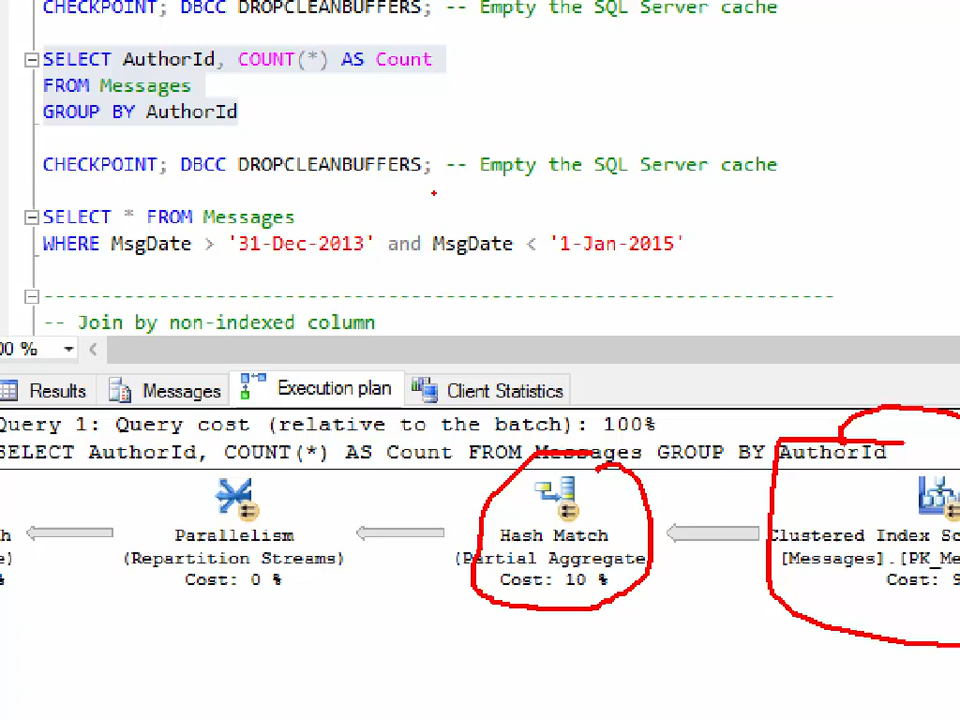 CHECKPOINT; DBCC DROPCLEANBUFFERS; -- Empty the SQL Server cache
SELECT AuthorId, COUNT(*) AS Count
FROM Messages
GROUP BY AuthorId
CHECKPOINT; DBCC DROPCLEANBUFFERS; -- Empty the SQL Server cache
SELECT * FROM Messages
WHERE MsgDate > '31-Dec-2013' and MsgDate < '1-Jan-2015'
------------------------------------------------------------------------
-- Join by non-indexed column
00 %
Results Messages Execution plan Client Statistics
Query 1: Query cost (relative to the batch): 100%
SELECT AuthorId, COUNT(*) AS Count FROM Messages GROUP BY AuthorId
Parallelism Hash Match Clustered Index Sc
(Repartition Streams) (Partial Aggregate [Messages].[PK_Me
Cost: 0 % Cost: 10 % Cost: 9